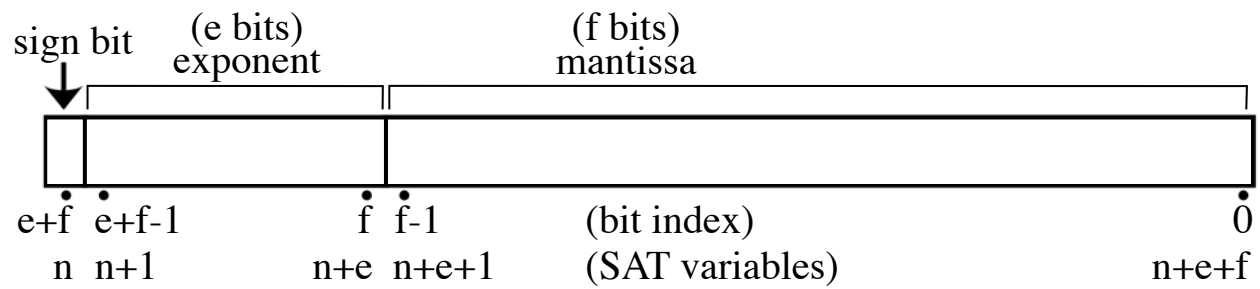 sign bit
(e bits)
exponent
(f bits)
mantissa
e+f e+f-1 f f-1 (bit index) 0
n n+1 n+e n+e+1 (SAT variables) n+e+f